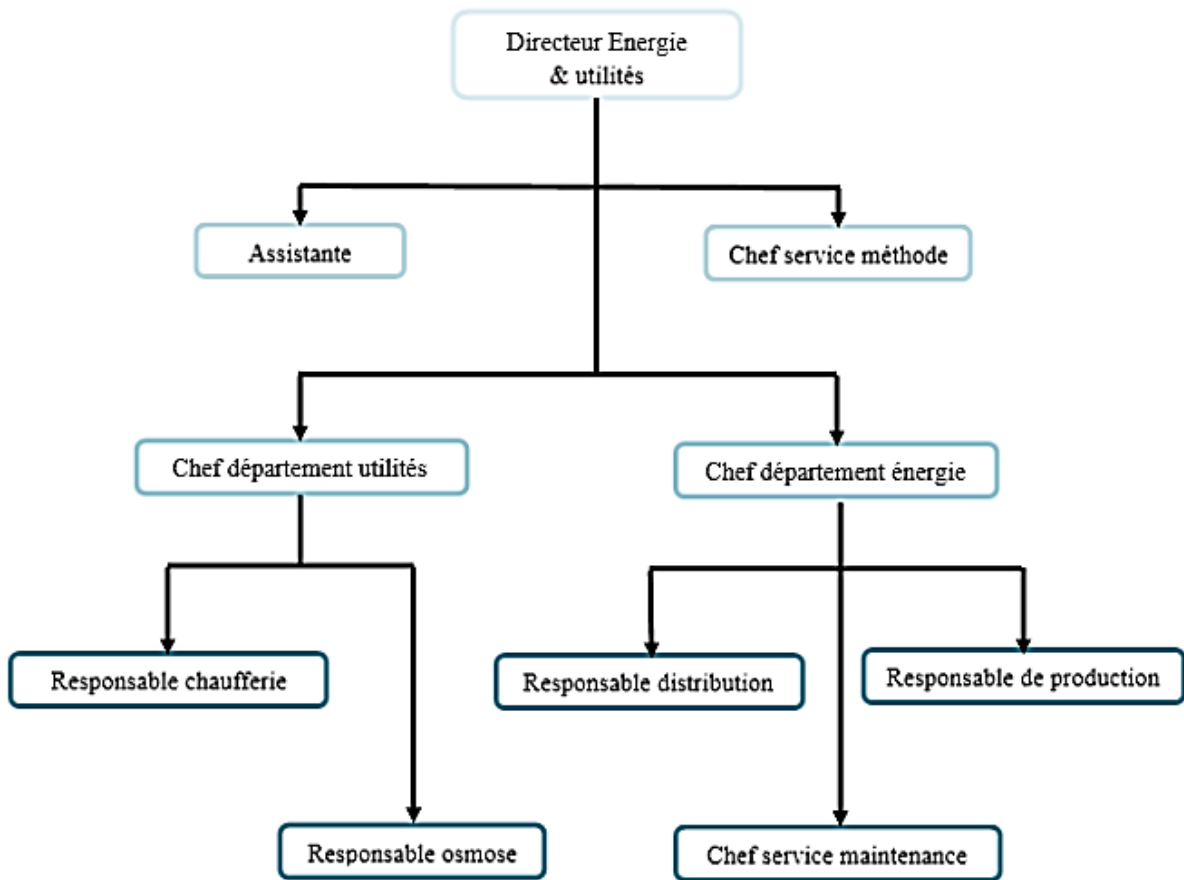 Directeur Energie
& utilités
Assistante
Chef service méthode
Chef département utilités
Chef département énergie
Responsable chaufferie
Responsable distribution
Responsable de production
Responsable osmose
Chef service maintenance